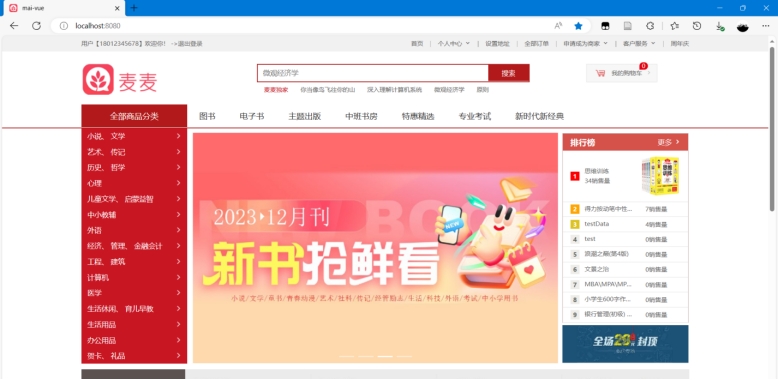 mai-vue
localhost:8080
用户【18012345678】欢迎你! ->退出登录
首页 | 个人中心 | 设置地址 | 全部订单 | 申请成为商家 | 客户服务 | 周年庆
麦麦
微观经济学 搜索
0
我的购物车
麦麦独家 你当像鸟飞往你的山 深入理解计算机系统 微观经济学 原则
全部商品分类 图书 电子书 主题出版 中班书房 特惠精选 专业考试 新时代新经典
小说、文学
艺术、传记
历史、哲学
心理
儿童文学、启蒙益智
中小教辅
外语
经济、管理、金融会计
工程、建筑
计算机
医学
生活休闲、育儿早教
生活用品
办公用品
贺卡、礼品
2023 12月刊
NEW BOOK
NEW
新书抢鲜看
小说/文学/童书/青春动漫/艺术/社科/传记/经管励志/生活/科技/外语/考试/中小学图书
排行榜 更多
1 思维训练
34销售量
2 得力按动笔中性... 7销售量
3 testData 4销售量
4 test 0销售量
5 0销售量
6 文景之治 0销售量
7 MBA\MPA\MP... 0销售量
8 小学生600字作... 0销售量
9 银行管理(初级) ... 0销售量
全场 封顶